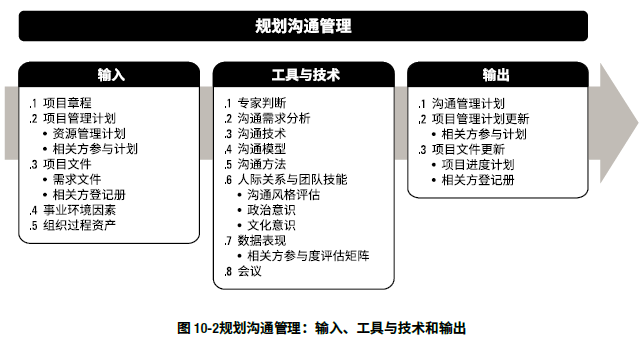 规划沟通管理
输入
.1 项目章程
.2 项目管理计划
• 资源管理计划
• 相关方参与计划
.3 项目文件
• 需求文件
• 相关方登记册
.4 事业环境因素
.5 组织过程资产
工具与技术
.1 专家判断
.2 沟通需求分析
.3 沟通技术
.4 沟通模型
.5 沟通方法
.6 人际关系与团队技能
• 沟通风格评估
• 政治意识
• 文化意识
.7 数据表现
• 相关方参与度评估矩阵
.8 会议
输出
.1 沟通管理计划
.2 项目管理计划更新
• 相关方参与计划
.3 项目文件更新
• 项目进度计划
• 相关方登记册
图 10-2规划沟通管理：输入、工具与技术和输出